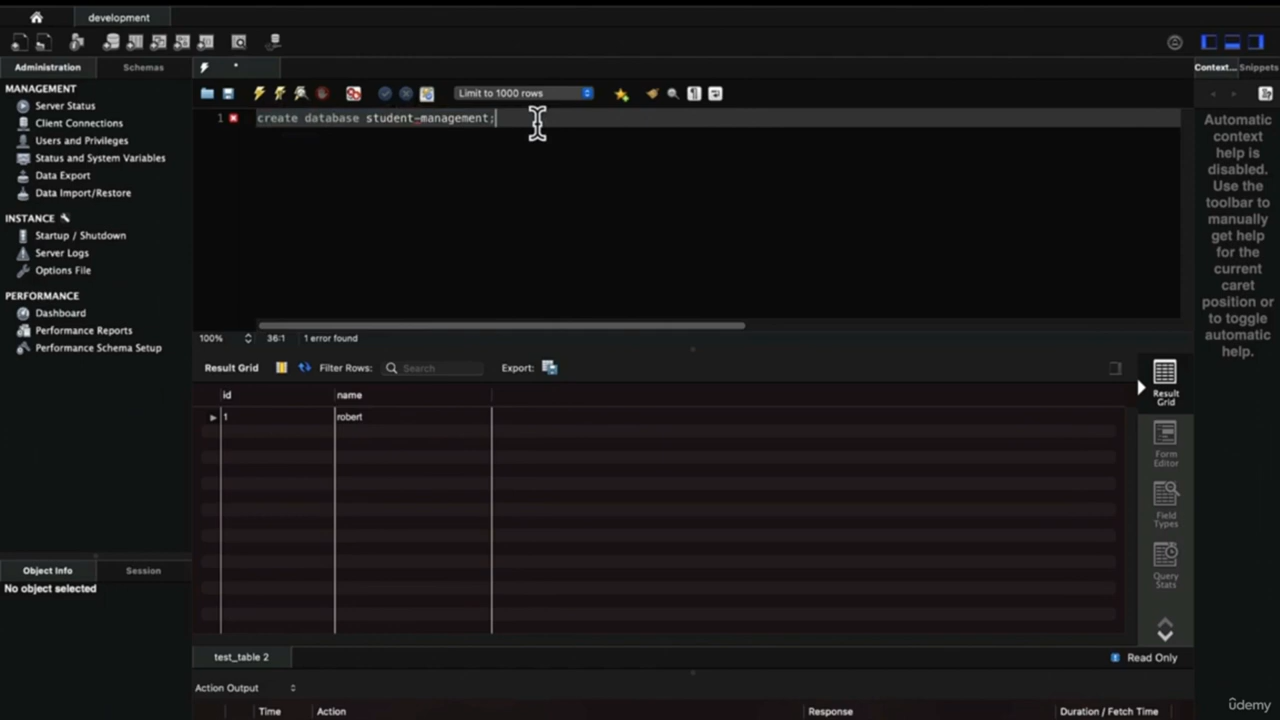 development
Administration
Schemas
Context...
Snippets
MANAGEMENT
Server Status
Client Connections
Users and Privileges
Status and System Variables
Data Export
Data Import/Restore
INSTANCE
Startup / Shutdown
Server Logs
Options File
PERFORMANCE
Dashboard
Performance Reports
Performance Schema Setup
Object Info
Session
No object selected
Limit to 1000 rows
1
create database student-management;
100%
36:1
1 error found
Result Grid
Filter Rows:
Search
Export:
id
name
1
robert
Result
Grid
Form
Editor
Field
Types
Query
Stats
test_table 2
Read Only
Action Output
Time
Action
Response
Duration / Fetch Time
Automatic
context
help is
disabled.
Use the
toolbar to
manually
get help
for the
current
caret
position or
to toggle
automatic
help.
ûdemy